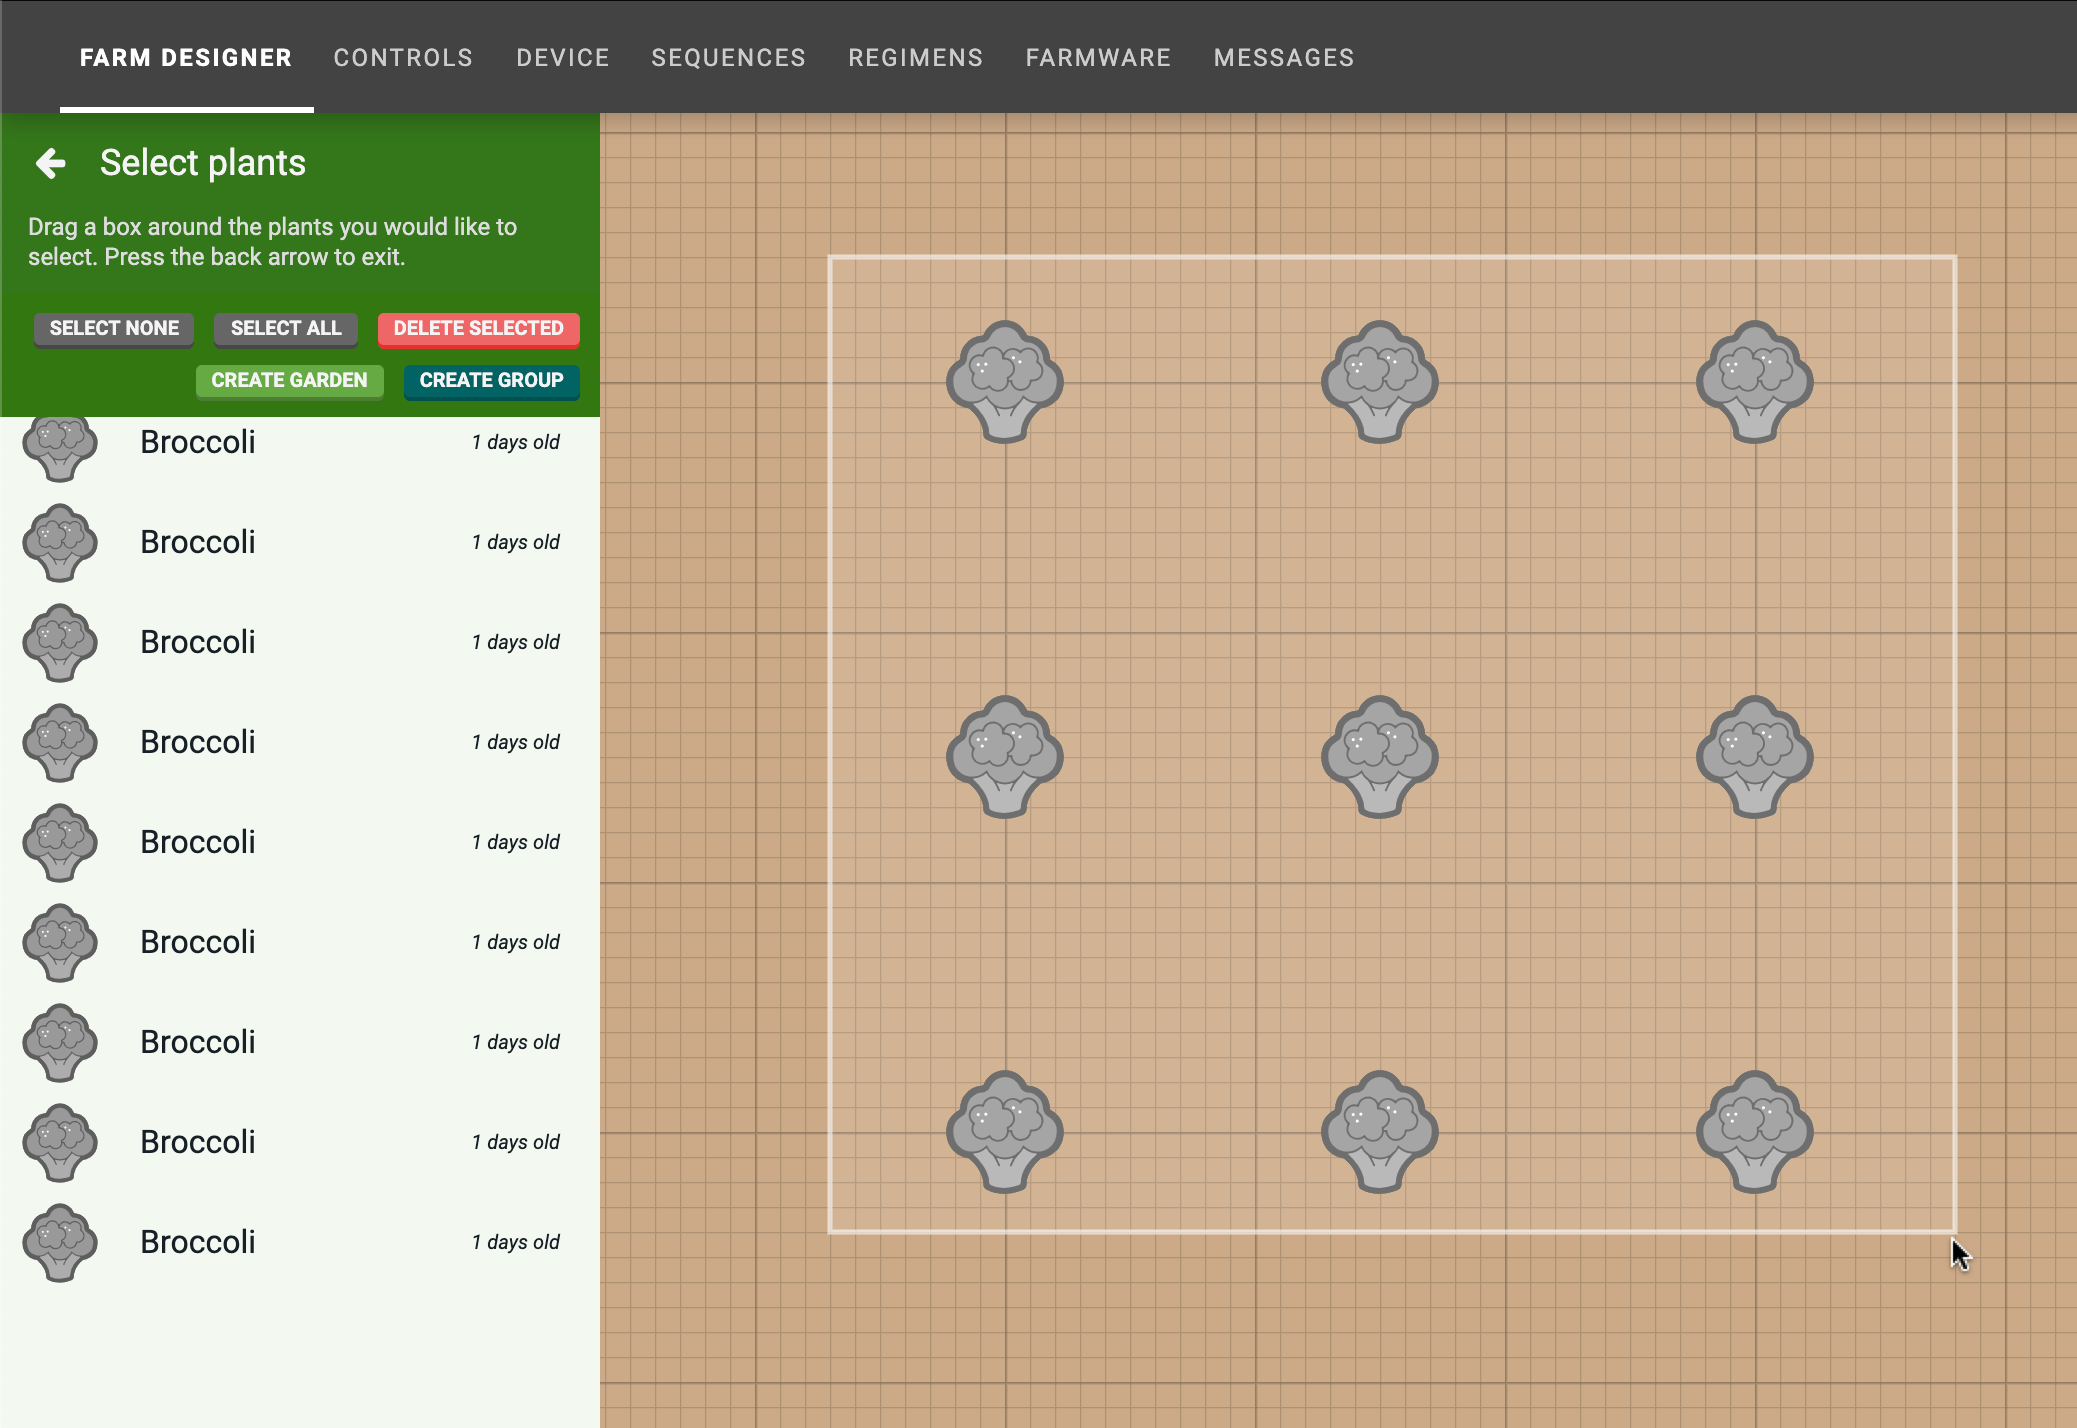 FARM DESIGNER CONTROLS DEVICE SEQUENCES REGIMENS FARMWARE MESSAGES
Select plants
Drag a box around the plants you would like to
select. Press the back arrow to exit.
SELECT NONE SELECT ALL DELETE SELECTED
CREATE GARDEN CREATE GROUP
Broccoli 1 days old
Broccoli 1 days old
Broccoli 1 days old
Broccoli 1 days old
Broccoli 1 days old
Broccoli 1 days old
Broccoli 1 days old
Broccoli 1 days old
Broccoli 1 days old